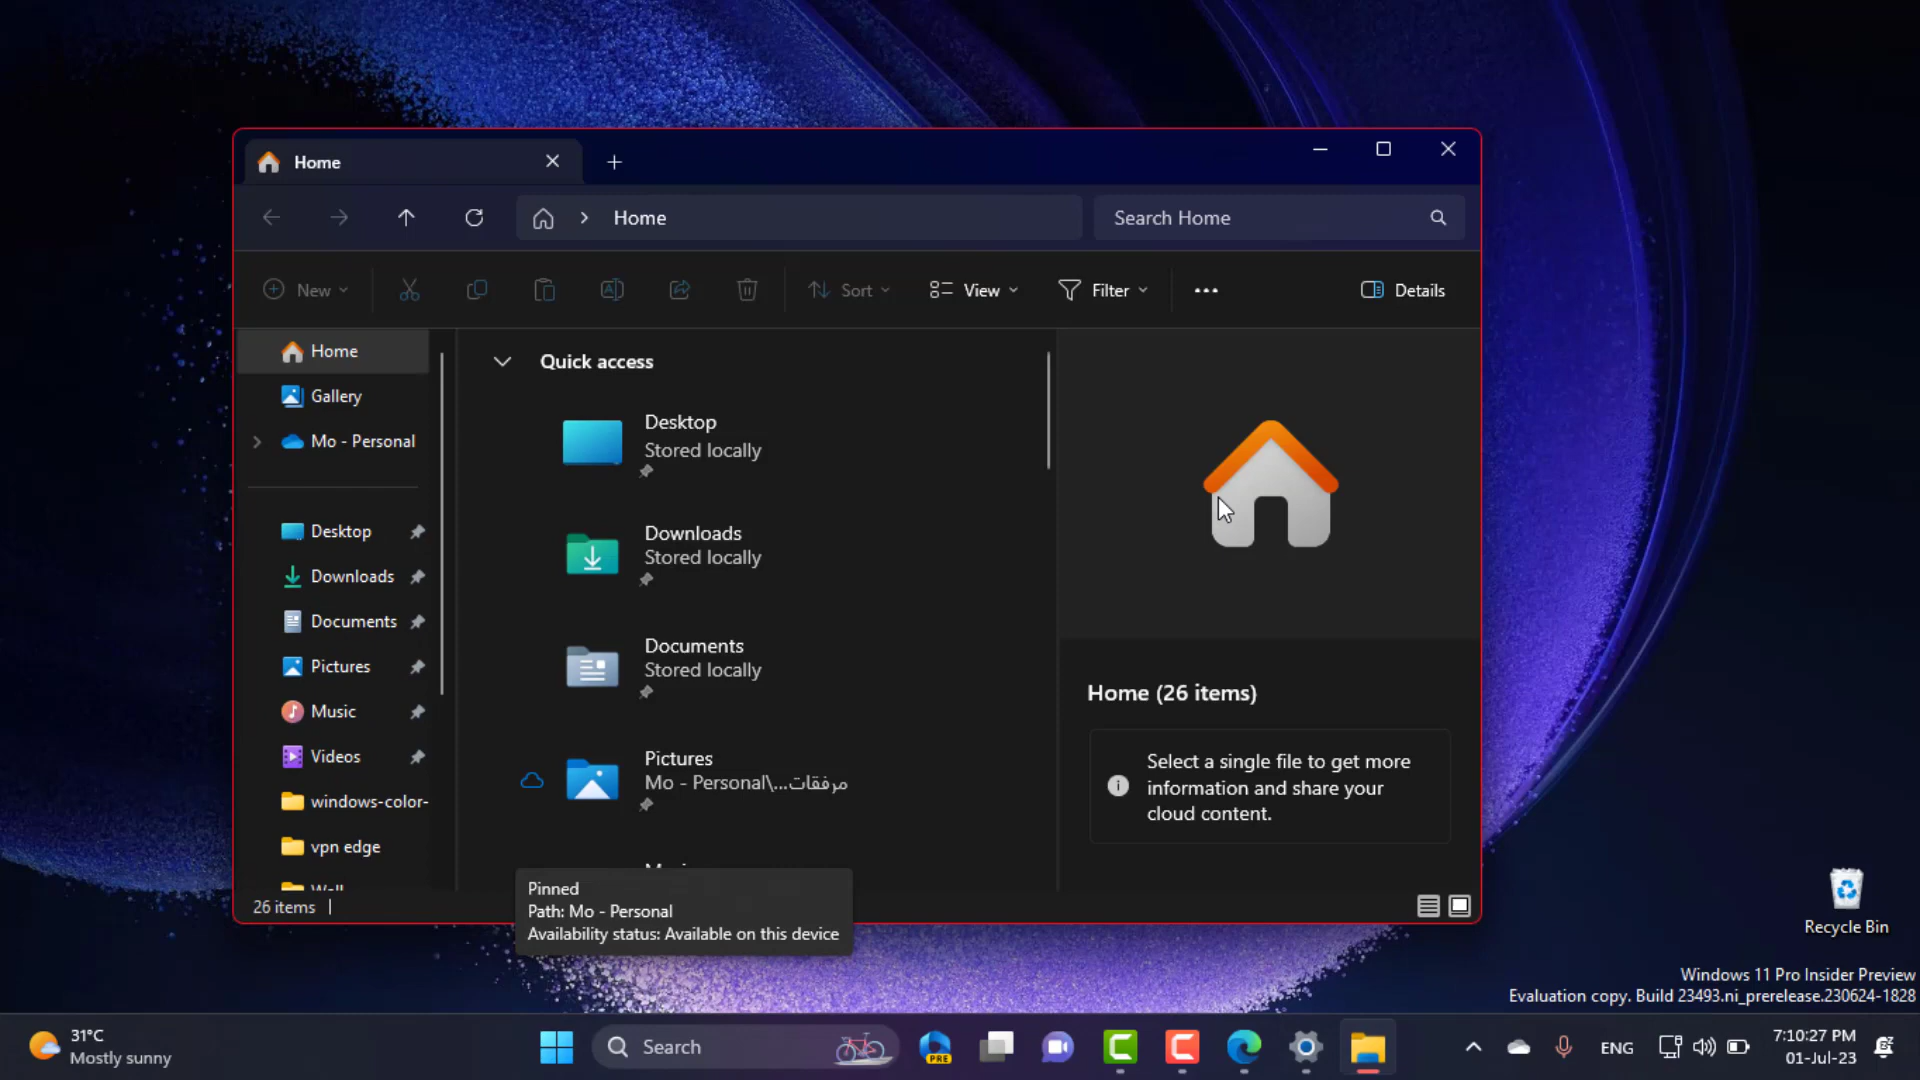 Home
Home
Search Home
New
Sort
View
Filter
Details
Home
Gallery
Mo - Personal
Desktop
Downloads
Documents
Pictures
Music
Videos
windows-color-
vpn edge
26 items
Quick access
Desktop
Stored locally
Downloads
Stored locally
Documents
Stored locally
Pictures
Mo - Personal\...مرفقات
Pinned
Path: Mo - Personal
Availability status: Available on this device
Home (26 items)
Select a single file to get more
information and share your
cloud content.
Recycle Bin
Windows 11 Pro Insider Preview
Evaluation copy. Build 23493.ni_prerelease.230624-1828
31°C
Mostly sunny
Search
PRE
ENG
7:10:27 PM
01-Jul-23